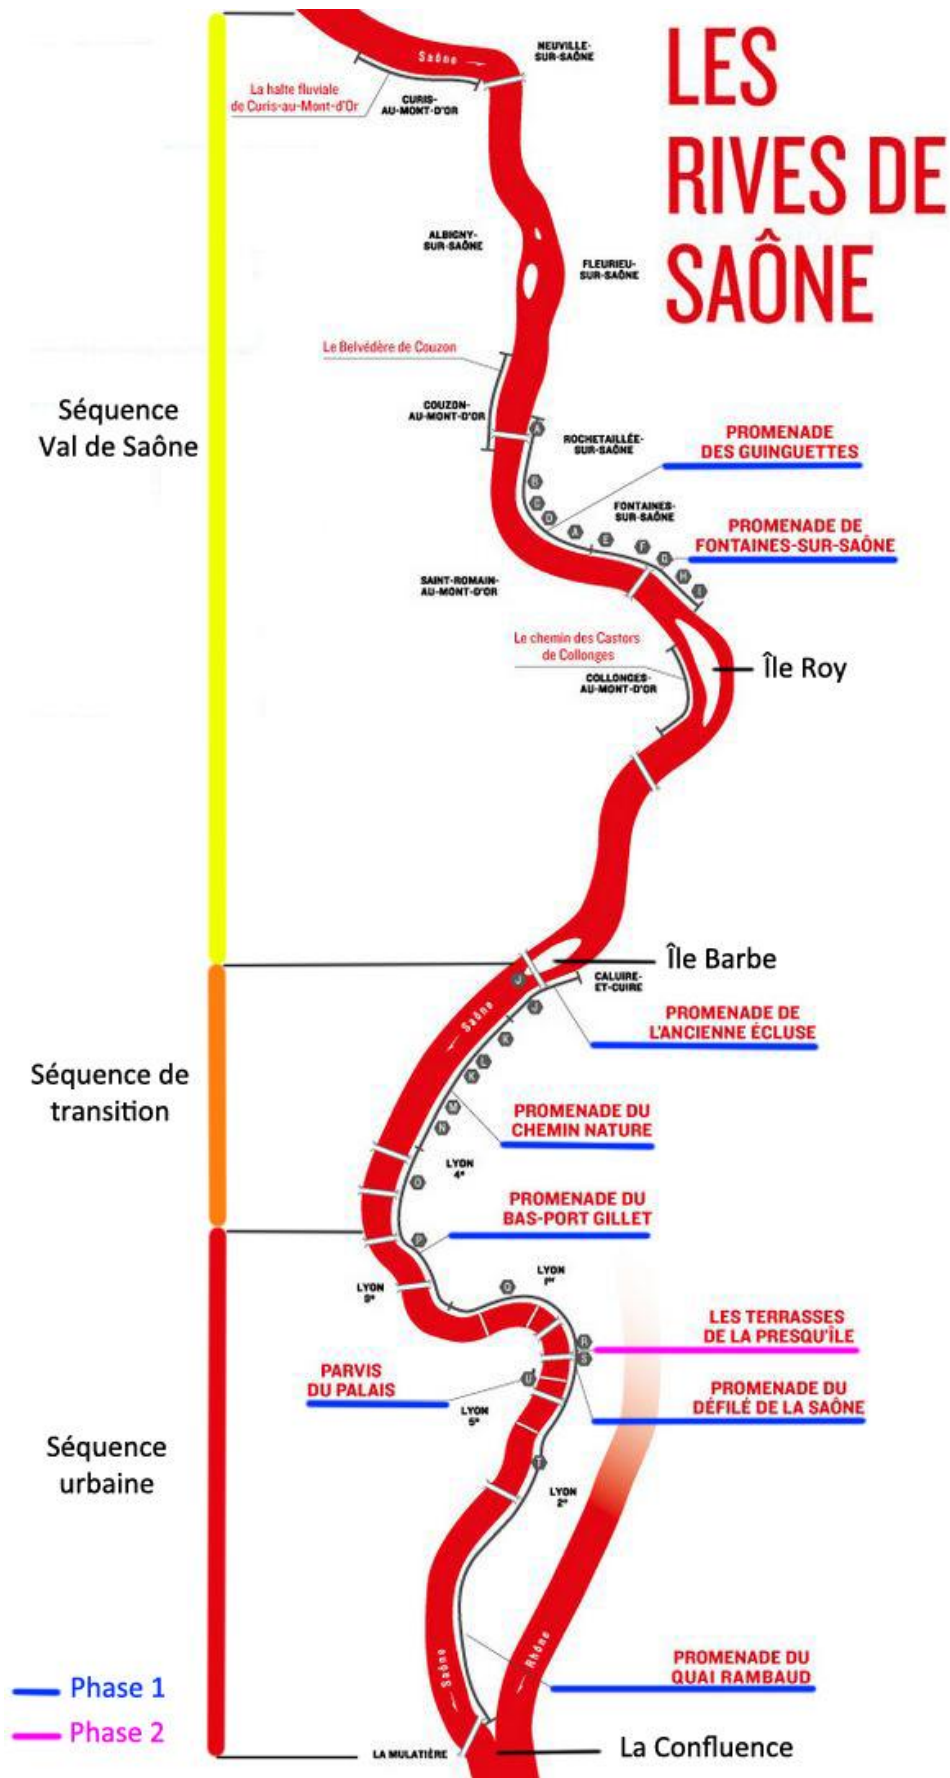 LES
RIVES DE
SAÔNE
Saône
NEUVILLE-
SUR-SAÔNE
La halte fluviale
de Curis-au-Mont-d'Or
CURIS-
AU-MONT-D'OR
ALBIGNY-
SUR-SAÔNE
FLEURIEU-
SUR-SAÔNE
Le Belvédère de Couzon
COUZON-
AU-MONT-D'OR
Séquence
Val de Saône
A
ROCHETAILLÉE-
SUR-SAÔNE
PROMENADE
DES GUINGUETTES
B
C
D
FONTAINES-
SUR-SAÔNE
A
E
F
G
H
I
PROMENADE DE
FONTAINES-SUR-SAÔNE
SAINT-ROMAIN-
AU-MONT-D'OR
Le chemin des Castors
de Collonges
COLLONGES-
AU-MONT-D'OR
Île Roy
Île Barbe
CALUIRE-
ET-CUIRE
J
J
PROMENADE DE
L'ANCIENNE ÉCLUSE
Saône
K
L
K
M
N
Séquence de
transition
PROMENADE DU
CHEMIN NATURE
LYON
4e
O
PROMENADE DU
BAS-PORT GILLET
P
LYON
9e
Q
LYON
1er
LES TERRASSES
DE LA PRESQU'ÎLE
R
S
PARVIS
DU PALAIS
U
PROMENADE DU
DÉFILÉ DE LA SAÔNE
LYON
5e
T
LYON
2e
Séquence
urbaine
Saône
Rhône
PROMENADE DU
QUAI RAMBAUD
Phase 1
Phase 2
LA MULATIÈRE
La Confluence